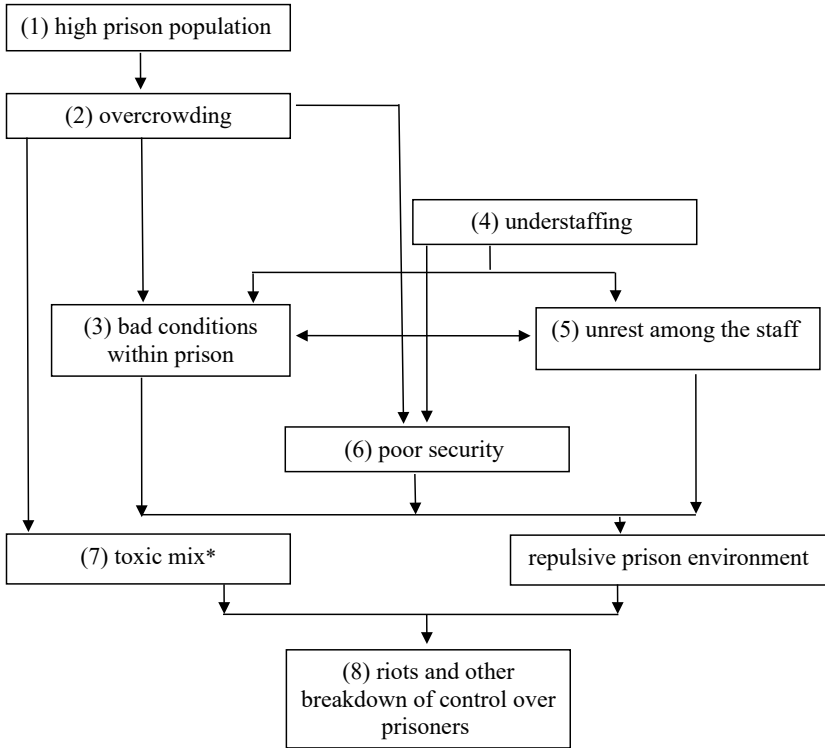 (1) high prison population
(2) overcrowding
(4) understaffing
(3) bad conditions
within prison
(5) unrest among the staff
(6) poor security
(7) toxic mix*
repulsive prison environment
(8) riots and other
breakdown of control over
prisoners